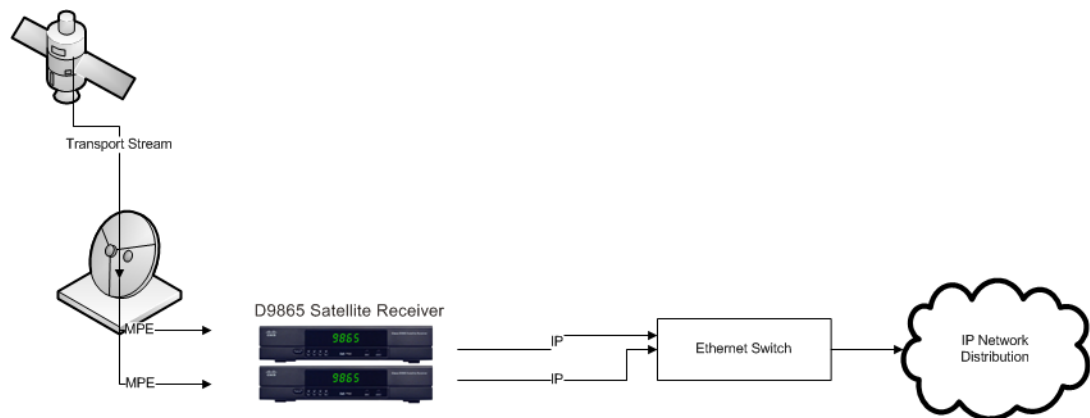 Transport Stream
D9865 Satellite Receiver
MPE
9865
IP
Ethernet Switch
IP Network
Distribution
MPE
9865
IP